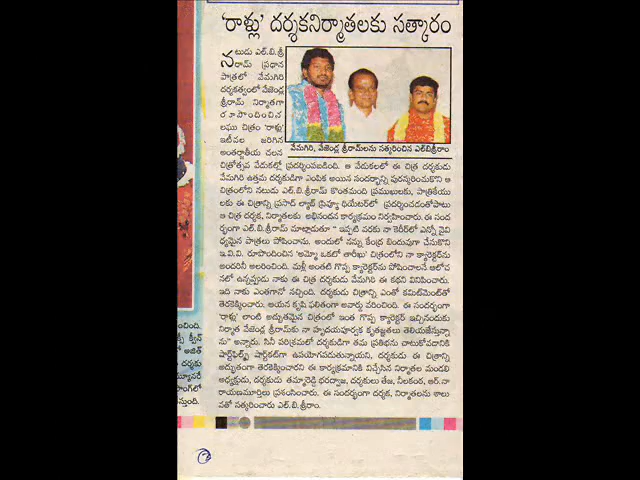 'రాళ్లు' దర్శకనిర్మాతలకు సత్కారం
నటుడు ఎల్.బి.శ్రీ
రామ్ ప్రధాన
పాత్రలో వేమగిరి
దర్శకత్వంలో వేజెండ్ల
శ్రీరామ్ నిర్మాతగా
రూపొందించిన
లఘు చిత్రం 'రాళ్లు'
ఇటీవల జరిగిన
అంతర్జాతీయ చలన
వేమగిరి, వేజెండ్ల శ్రీరామ్‌లను సత్కరించిన ఎల్‌బిశ్రీరాం
చిత్రోత్సవ వేడుకల్లో ప్రదర్శింపబడింది. ఆ వేడుకలలో ఈ చిత్ర దర్శకుడు
వేమగిరి ఉత్తమ దర్శకుడిగా ఎంపిక అయిన సందర్భాన్ని పురస్కరించుకొని ఆ
చిత్రంలోని నటుడు ఎల్.బి.శ్రీరామ్ కొంతమంది ప్రముఖులకు, పాత్రికేయు
లకు ఈ చిత్రాన్ని ప్రసాద్ ల్యాబ్ ప్రివ్యూ థియేటర్‌లో ప్రదర్శించడంతోపాటు
ఆ చిత్ర దర్శక, నిర్మాతలకు అభినందన కార్యక్రమం నిర్వహించారు. ఈ సంద
ర్భంగా ఎల్.బి.శ్రీరామ్ మాట్లాడుతూ " ఇప్పటి వరకు నా కెరీర్‌లో ఎన్నో వైవి
ధ్యమైన పాత్రలు పోషించాను. అందులో నన్ను కేంద్ర బిందువుగా చేసుకొని
ఇ.వి.వి. రూపొందించిన 'అమ్మో ఒకటో తారీఖు' చిత్రంలోని నా క్యారెక్టర్‌ను
అందరినీ అలరించింది. మళ్లీ అంతటి గొప్ప క్యారెక్టర్‌ను పోషించాలనే ఆలోచ
నలో ఉన్నప్పుడు నాకు ఈ చిత్ర దర్శకుడు వేమగిరి ఈ కథని వినిపించారు.
ఇది నాకు ఎంతగానో నచ్చింది. దర్శకుడు చిత్రాన్ని ఎంతో కమిట్‌మెంట్‌తో
తెరకెక్కించారు. ఆయన కృషి ఫలితంగా అవార్డు వరించింది. ఈ సందర్భంగా
'రాళ్లు' లాంటి అద్భుతమైన చిత్రంలో ఇంత గొప్ప క్యారెక్టర్ ఇచ్చినందుకు
నిర్మాత వేజండ్ల శ్రీరామ్‌కు నా హృదయపూర్వక కృతజ్ఞతలు తెలియజేస్తున్నా
ను" అన్నారు. సినీ పరిశ్రమలో దర్శకుడిగా తమ ప్రతిభను చాటుకోవడానికి
షార్ట్‌ఫిల్మ్స్ షార్ట్‌కట్‌గా ఉపయోగపడుతున్నాయని, దర్శకుడు ఈ చిత్రాన్ని
అద్భుతంగా తెరకెక్కించారని ఈ కార్యక్రమానికి విచ్చేసిన నిర్మాతల మండలి
అధ్యక్షుడు, దర్శకుడు తమ్మారెడ్డి భరద్వాజ, దర్శకులు తేజ, నీలకంఠ, ఆర్.నా
రాయణమూర్తిలు ప్రశంసించారు. ఈ సందర్భంగా దర్శక, నిర్మాతలను శాలు
వతో సత్కరించారు ఎల్.బి.శ్రీరాం.